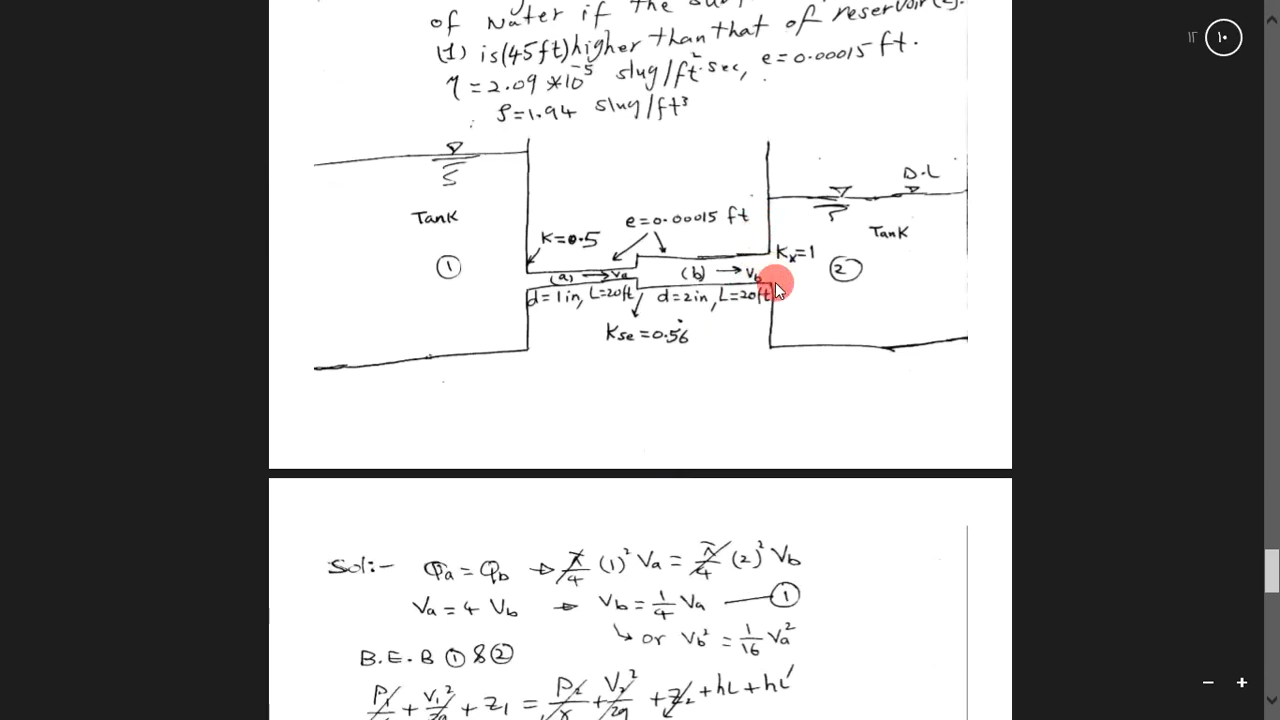 of water if the
(1) is (45ft) higher than that of reservoir (2).
η = 2.09 *10⁻⁵ slug/ft².sec, e = 0.00015 ft.
ρ = 1.94 slug/ft³
١٢ ١٠
D.L
Tank
①
K=0.5
e=0.00015 ft
Tank
②
Kx=1
(a) → Va
(b) → Vb
d=1in, L=20ft
d=2in, L=20ft
Kse=0.56
Sol:- Qa = Qb → π/4 (1)² Va = π/4 (2)² Vb
Va = 4 Vb → Vb = 1/4 Va — ①
↳ or Vb² = 1/16 Va²
B.E.B ① & ②
P1/γ + V1²/2g + Z1 = P2/γ + V2²/2g + Z2 + hL + hL'